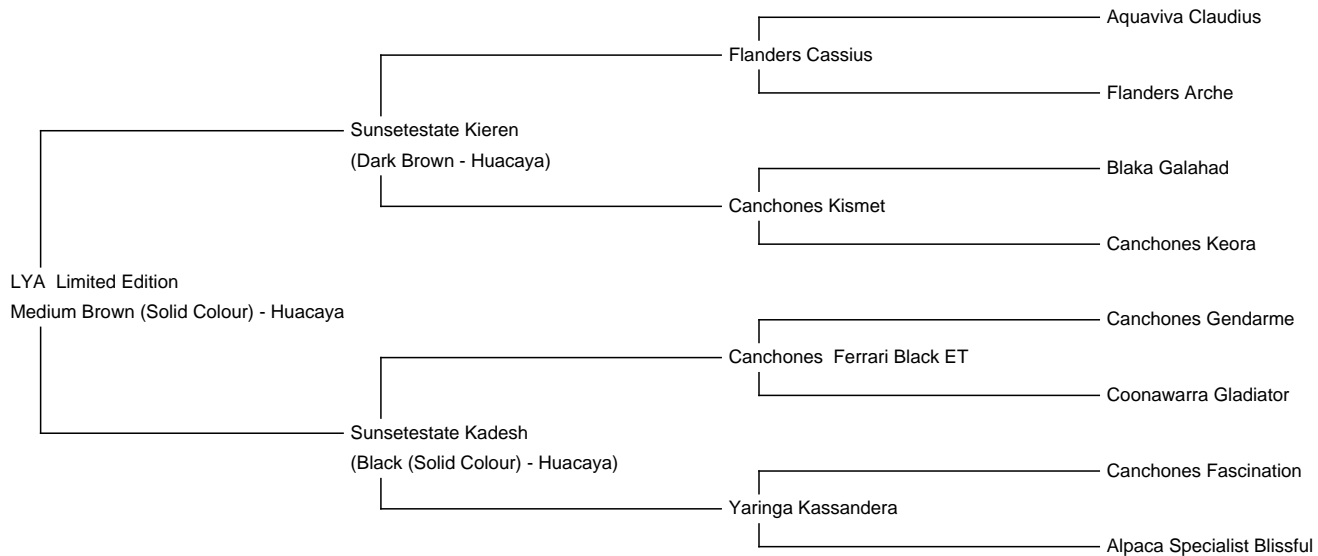 Aquaviva Claudius
Flanders Cassius
Flanders Arche
Sunsetestate Kieren
(Dark Brown - Huacaya)
Blaka Galahad
Canchones Kismet
Canchones Keora
LYA  Limited Edition
Medium Brown (Solid Colour) - Huacaya
Canchones Gendarme
Canchones  Ferrari Black ET
Coonawarra Gladiator
Sunsetestate Kadesh
(Black (Solid Colour) - Huacaya)
Canchones Fascination
Yaringa Kassandera
Alpaca Specialist Blissful